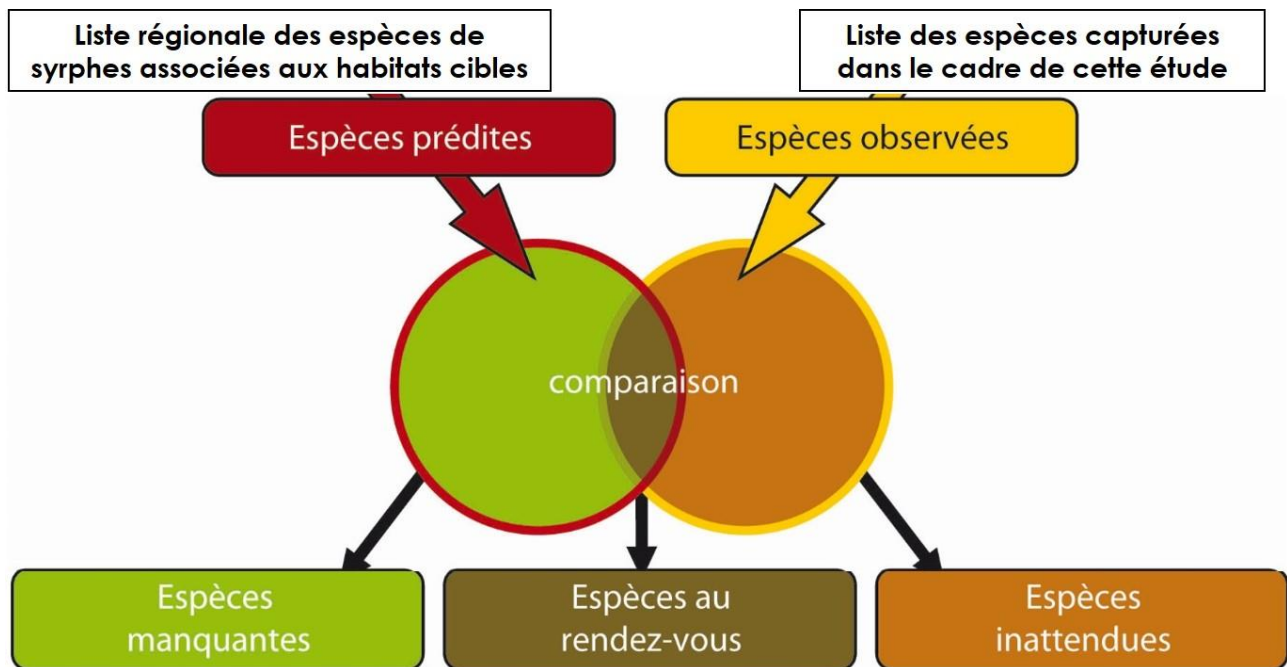 Liste régionale des espèces de
syrphes associées aux habitats cibles
Liste des espèces capturées
dans le cadre de cette étude
Espèces prédites
Espèces observées
comparaison
Espèces
manquantes
Espèces au
rendez-vous
Espèces
inattendues